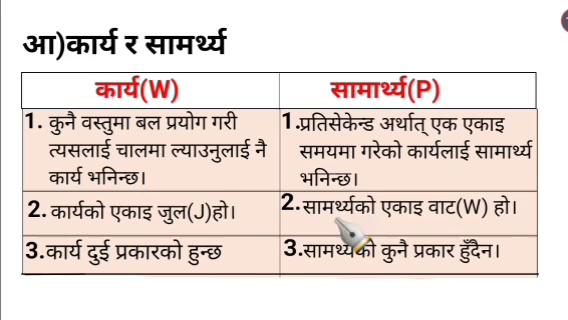 आ)कार्य र सामर्थ्य
कार्य(W)
सामार्थ्य(P)
1. कुनै वस्तुमा बल प्रयोग गरी
त्यसलाई चालमा ल्याउनुलाई नै
कार्य भनिन्छ।
1.प्रतिसेकेन्ड अर्थात् एक एकाइ
समयमा गरेको कार्यलाई सामार्थ्य
भनिन्छ।
2. कार्यको एकाइ जुल(J)हो।
2.सामर्थ्यको एकाइ वाट(W) हो।
3.कार्य दुई प्रकारको हुन्छ
3.सामर्थ्यको कुनै प्रकार हुँदैन।